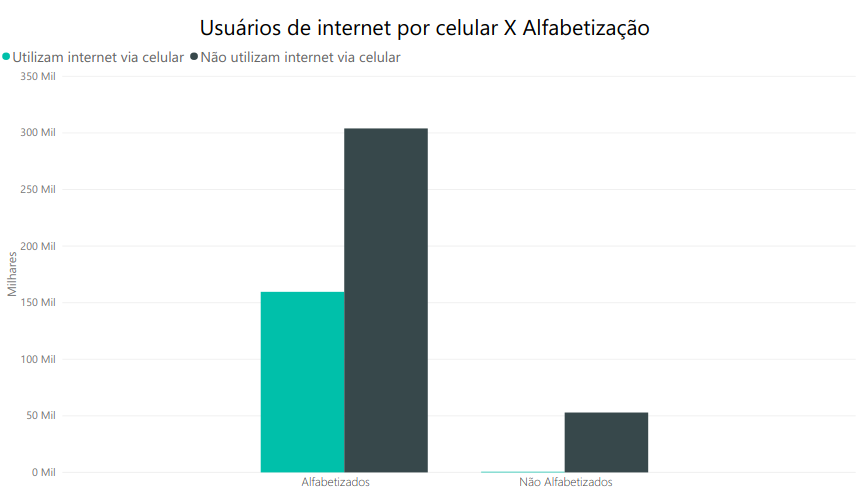 Usuários de internet por celular X Alfabetização
Utilizam internet via celular Não utilizam internet via celular
350 Mil
300 Mil
250 Mil
200 Mil
150 Mil
100 Mil
50 Mil
0 Mil
Milhares
Alfabetizados Não Alfabetizados